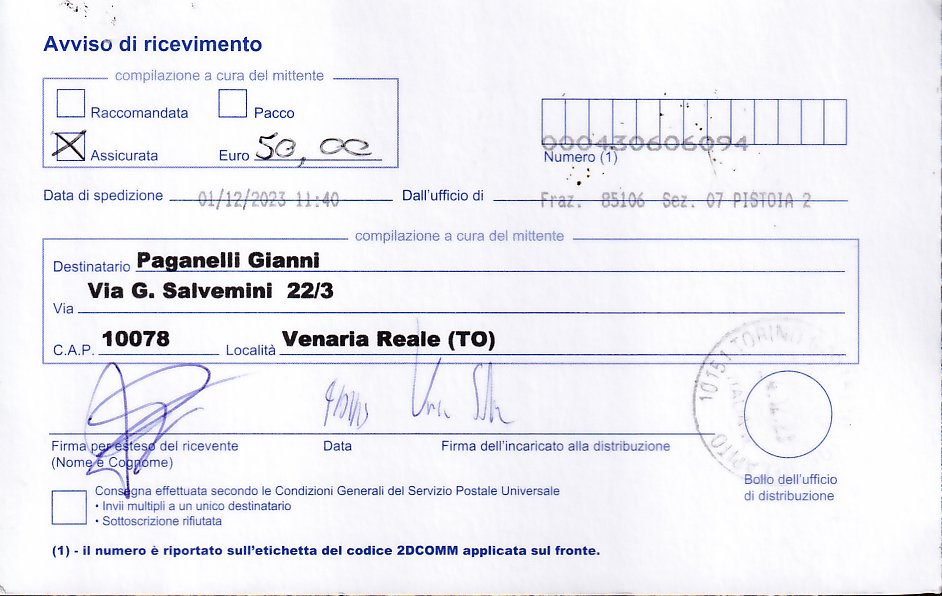 Avviso di ricevimento
compilazione a cura del mittente
Raccomandata Pacco
Assicurata Euro 50,00
000430606094
Numero (1)
Data di spedizione 01/12/2023 11:40 Dall'ufficio di Fraz. 85106 Sez. 07 PISTOIA 2
compilazione a cura del mittente
Destinatario Paganelli Gianni
Via Via G. Salvemini 22/3
C.A.P. 10078 Località Venaria Reale (TO)
10151 TORINO
Firma per esteso del ricevente Data Firma dell'incaricato alla distribuzione
(Nome e Cognome)
Bollo dell'ufficio
di distribuzione
Consegna effettuata secondo le Condizioni Generali del Servizio Postale Universale
• Invii multipli a un unico destinatario
• Sottoscrizione rifiutata
(1) - il numero è riportato sull'etichetta del codice 2DCOMM applicata sul fronte.